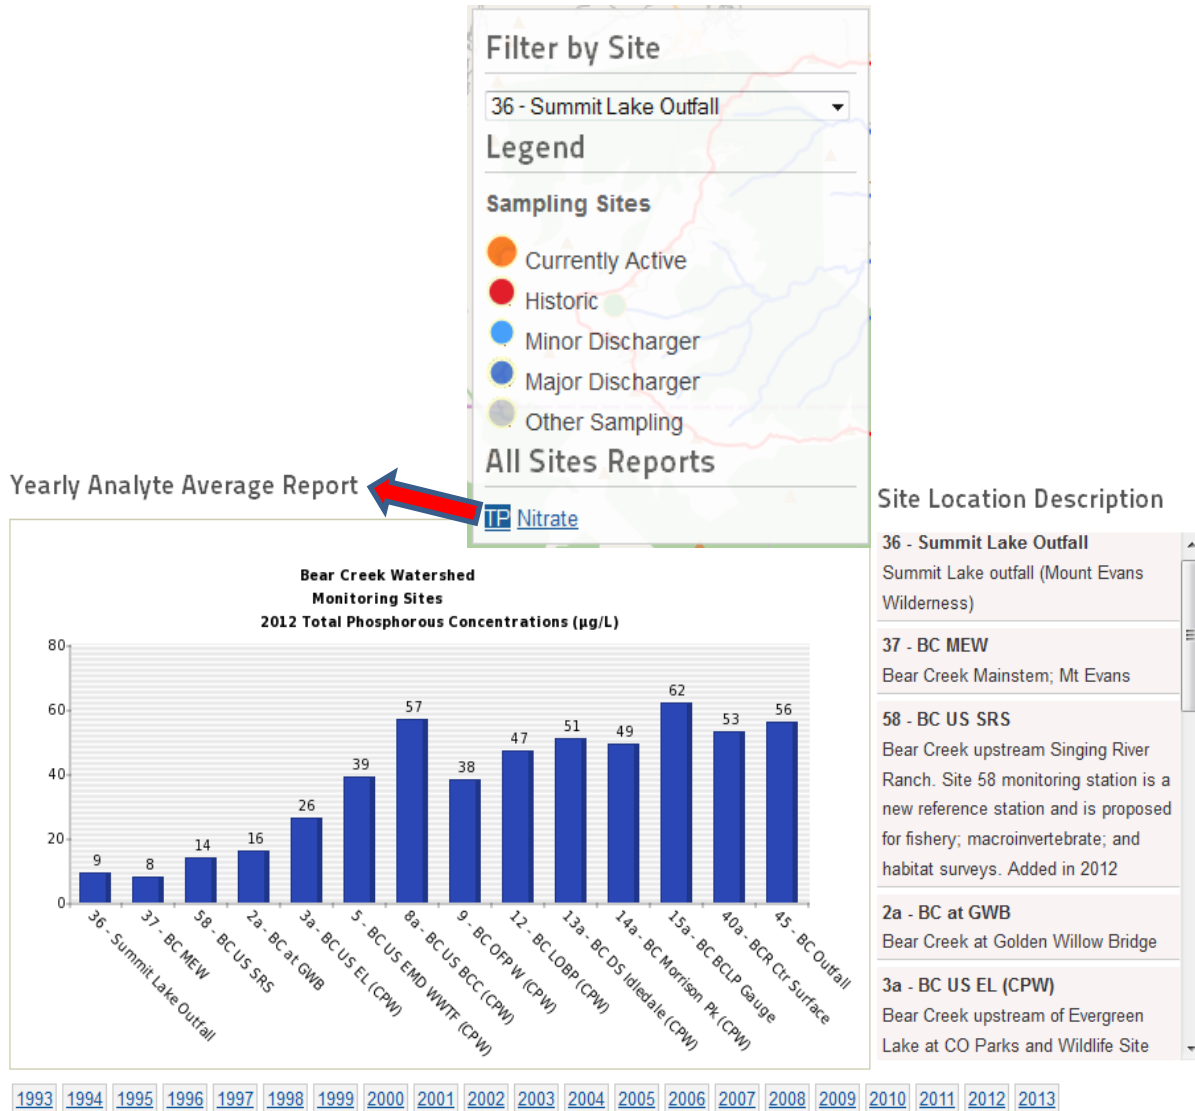 Filter by Site
36 - Summit Lake Outfall
Legend
Sampling Sites
Currently Active
Historic
Minor Discharger
Major Discharger
Other Sampling
All Sites Reports
TP Nitrate
Yearly Analyte Average Report
Bear Creek Watershed
Monitoring Sites
2012 Total Phosphorous Concentrations (µg/L)
80
60
40
20
0
9
8
14
16
26
39
57
38
47
51
49
62
53
56
36 - Summit Lake Outfall
37 - BC MEW
58 - BC US SRS
2a - BC at GWB
3a - BC US EL (CPW)
5 - BC US EMD WWTF (CPW)
8a - BC US BCC (CPW)
9 - BC OFP W (CPW)
12 - BC LOBP (CPW)
13a - BC DS Idledale (CPW)
14a - BC Morrison Pk (CPW)
15a - BC BCLP Gauge
40a - BCR Ctr Surface
45 - BC Outfall
Site Location Description
36 - Summit Lake Outfall
Summit Lake outfall (Mount Evans
Wilderness)
37 - BC MEW
Bear Creek Mainstem; Mt Evans
58 - BC US SRS
Bear Creek upstream Singing River
Ranch. Site 58 monitoring station is a
new reference station and is proposed
for fishery; macroinvertebrate; and
habitat surveys. Added in 2012
2a - BC at GWB
Bear Creek at Golden Willow Bridge
3a - BC US EL (CPW)
Bear Creek upstream of Evergreen
Lake at CO Parks and Wildlife Site
1993 1994 1995 1996 1997 1998 1999 2000 2001 2002 2003 2004 2005 2006 2007 2008 2009 2010 2011 2012 2013